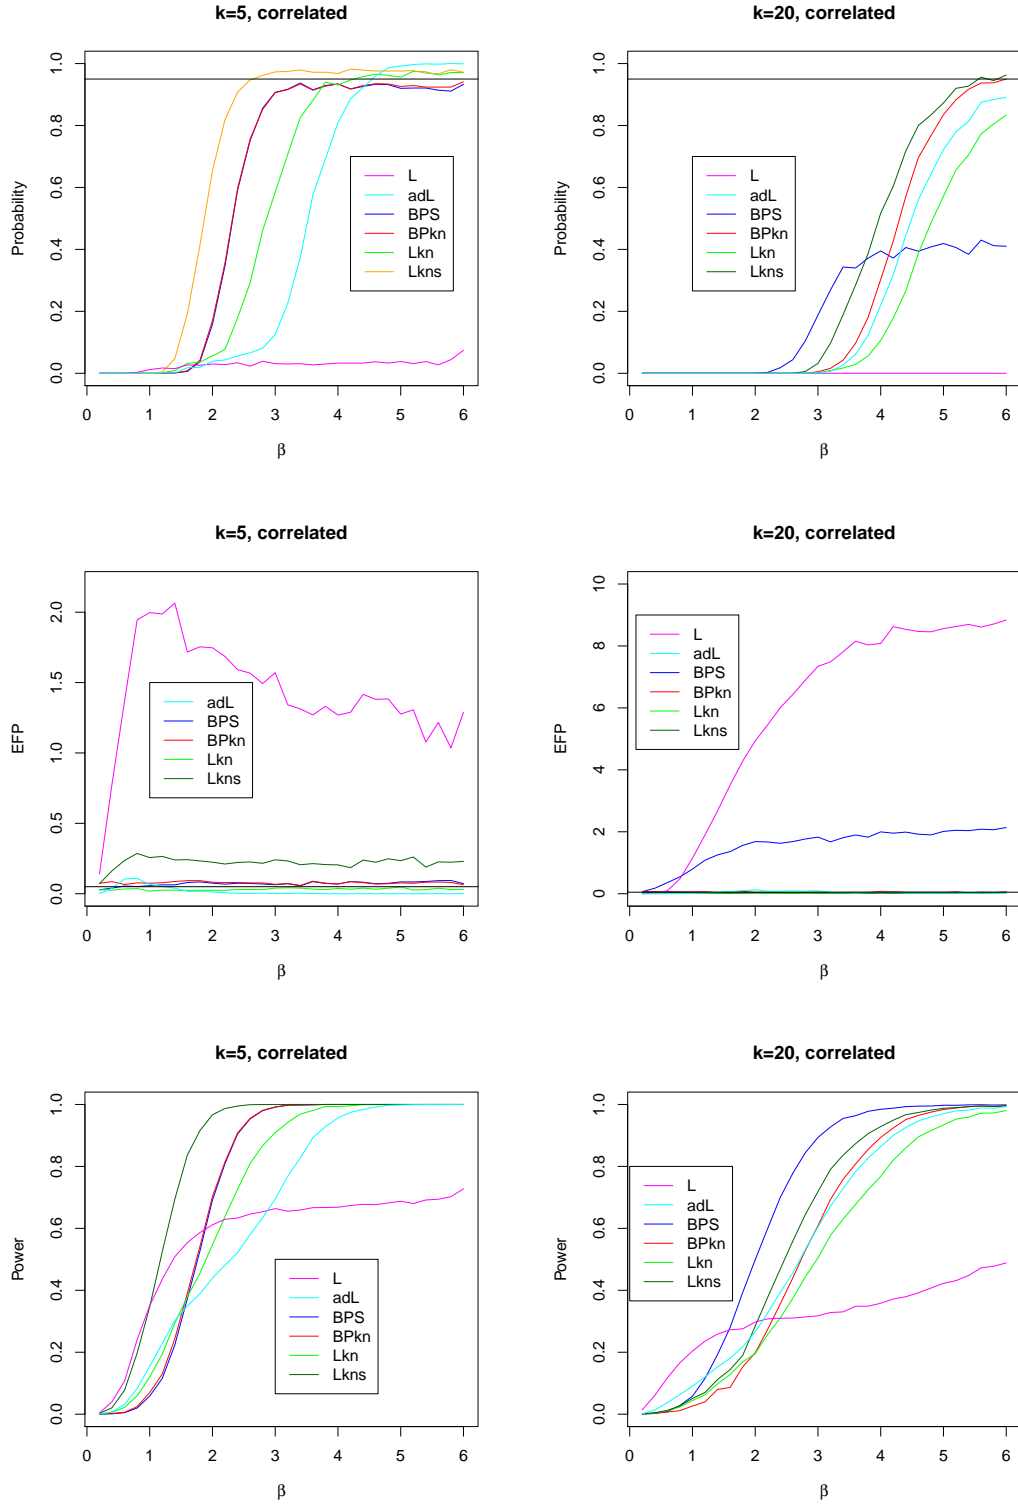 k=5, correlated
Probability
1.0
0.8
0.6
0.4
0.2
0.0
L
adL
BPS
BPkn
Lkn
Lkns
0 1 2 3 4 5 6
β
k=20, correlated
Probability
1.0
0.8
0.6
0.4
0.2
0.0
L
adL
BPS
BPkn
Lkn
Lkns
0 1 2 3 4 5 6
β
k=5, correlated
EFP
2.0
1.5
1.0
0.5
0.0
adL
BPS
BPkn
Lkn
Lkns
0 1 2 3 4 5 6
β
k=20, correlated
EFP
10
8
6
4
2
0
L
adL
BPS
BPkn
Lkn
Lkns
0 1 2 3 4 5 6
β
k=5, correlated
Power
1.0
0.8
0.6
0.4
0.2
0.0
L
adL
BPS
BPkn
Lkn
Lkns
0 1 2 3 4 5 6
β
k=20, correlated
Power
1.0
0.8
0.6
0.4
0.2
0.0
L
adL
BPS
BPkn
Lkn
Lkns
0 1 2 3 4 5 6
β